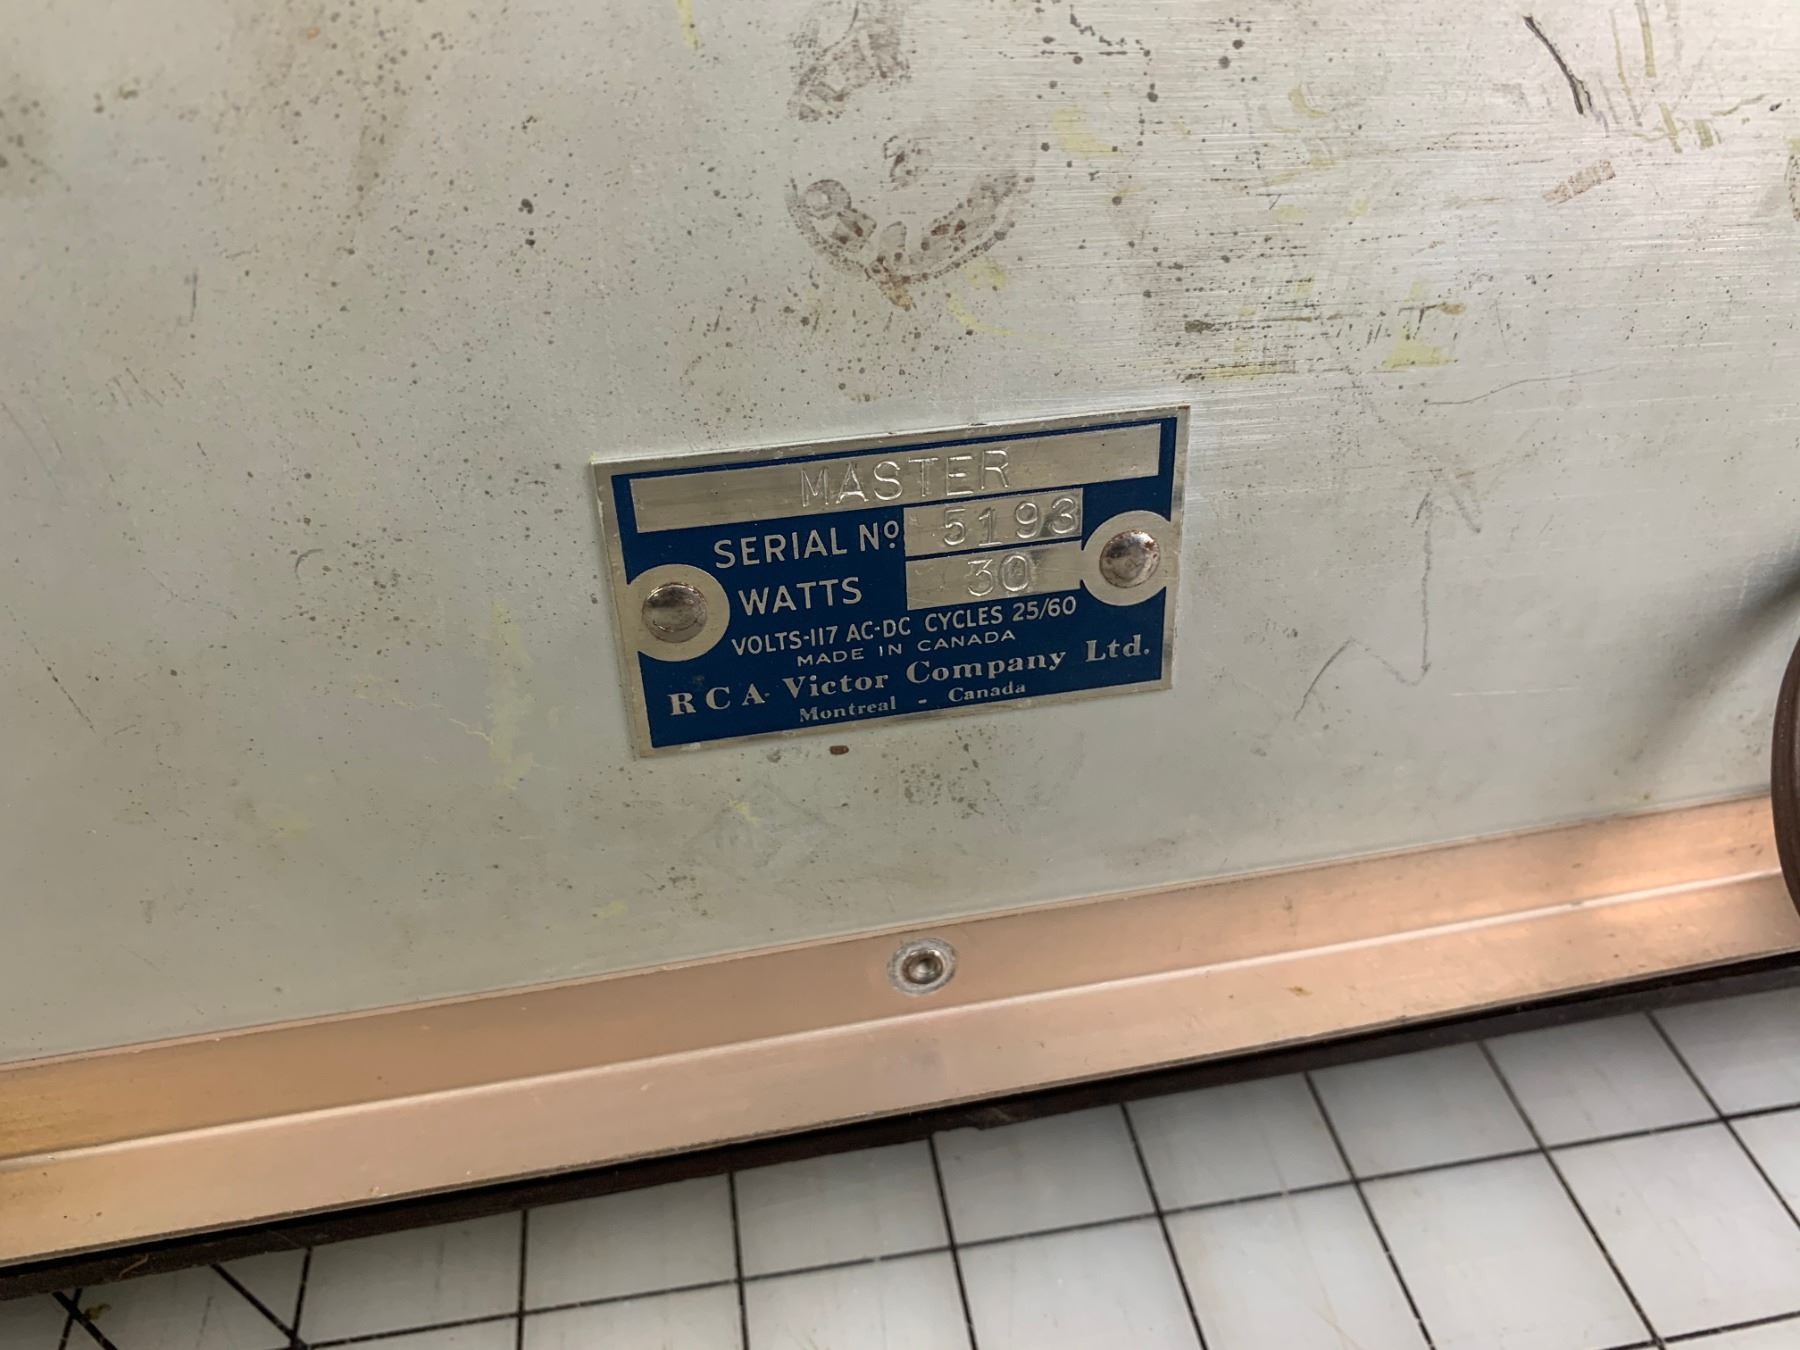 MASTER
SERIAL Nº 5193
WATTS 30
VOLTS-117 AC-DC CYCLES 25/60
MADE IN CANADA
RCA Victor Company Ltd.
Montreal - Canada